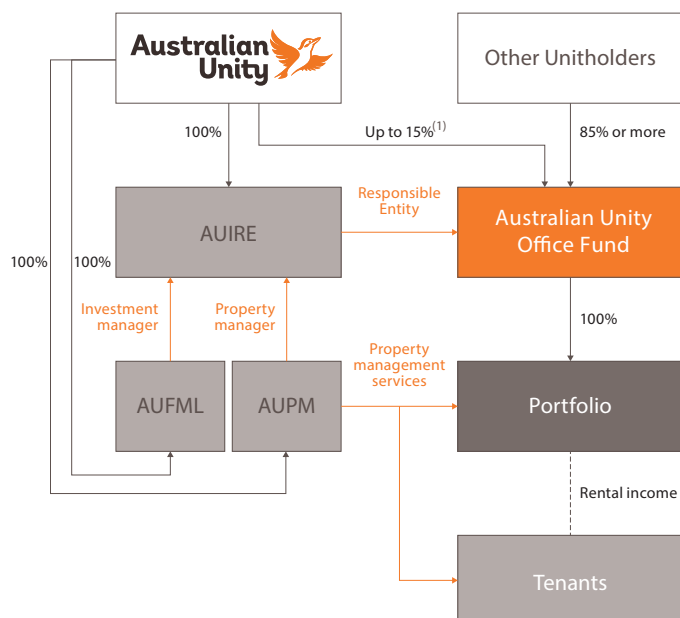 Australian
Unity
Other Unitholders
100%
Up to 15%(1)
85% or more
AUIRE
Responsible
Entity
Australian Unity
Office Fund
100%
100%
Investment
manager
Property
manager
100%
Property
management
services
AUFML
AUPM
Portfolio
Rental income
Tenants